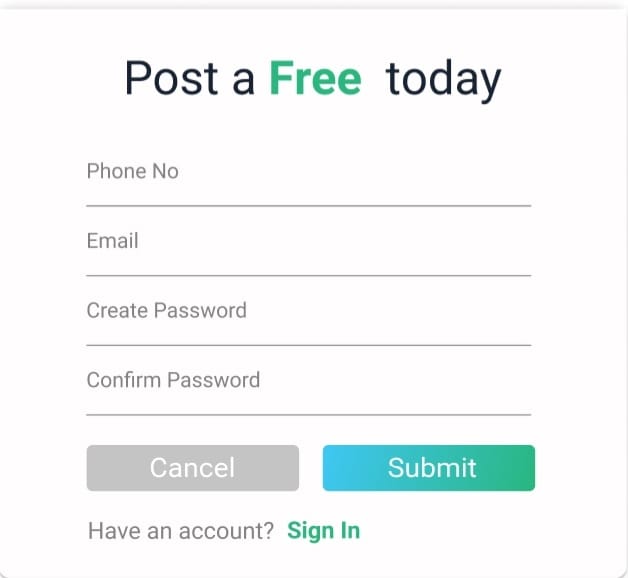 Post a Free today
Phone No
Email
Create Password
Confirm Password
Cancel Submit
Have an account? Sign In